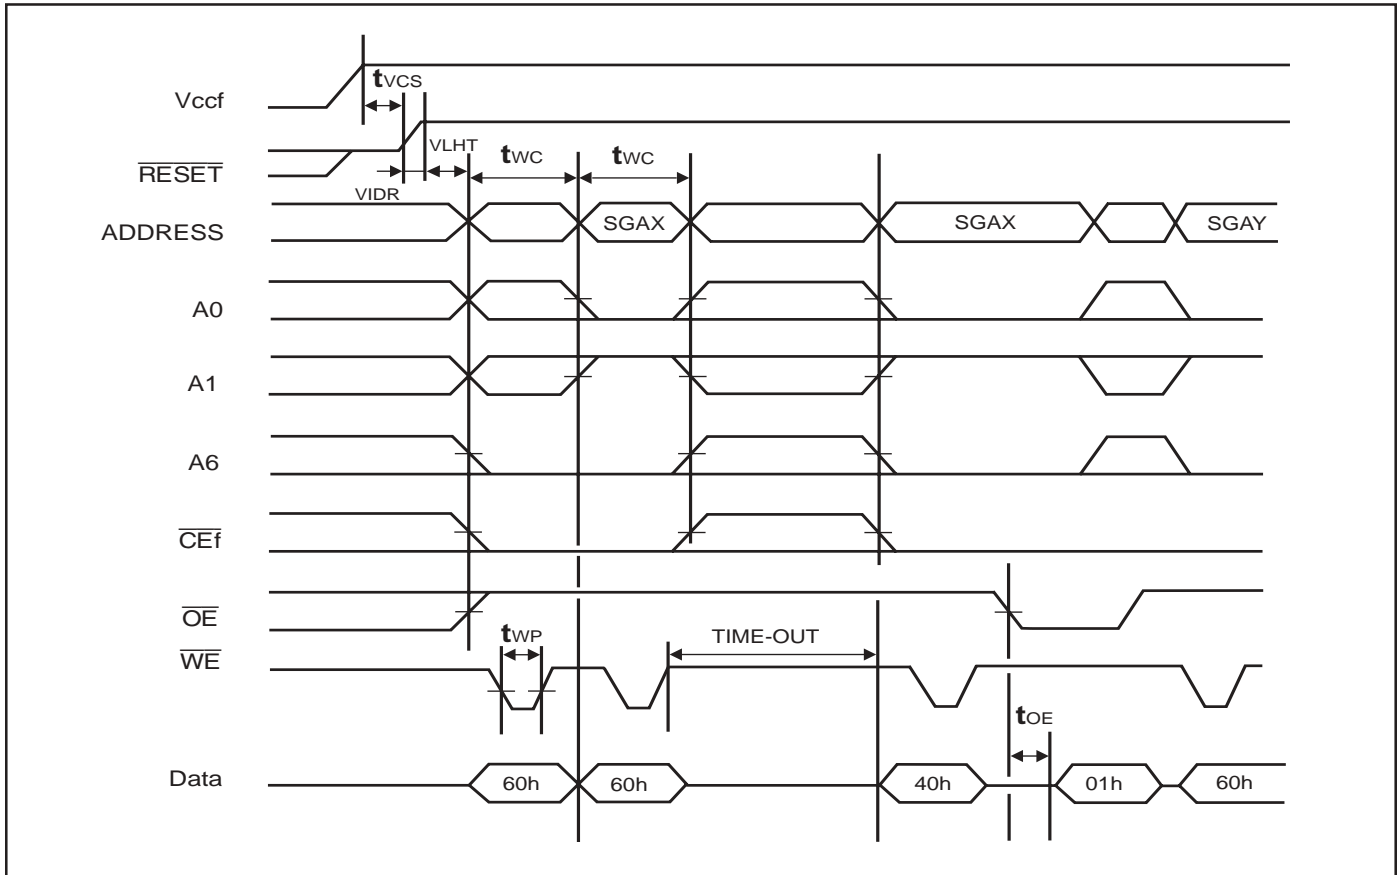 tVCS
Vccf
VLHT
tWC
tWC
RESET
VIDR
ADDRESS
SGAX
SGAX
SGAY
A0
A1
A6
CEf
OE
tWP
TIME-OUT
WE
tOE
Data
60h
60h
40h
01h
60h